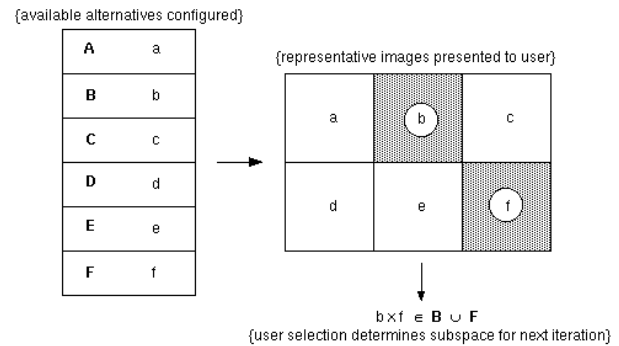 {available alternatives configured}
A a
B b
C c
D d
E e
F f
{representative images presented to user}
a b c
d e f
b×f ∈ B ∪ F
{user selection determines subspace for next iteration}